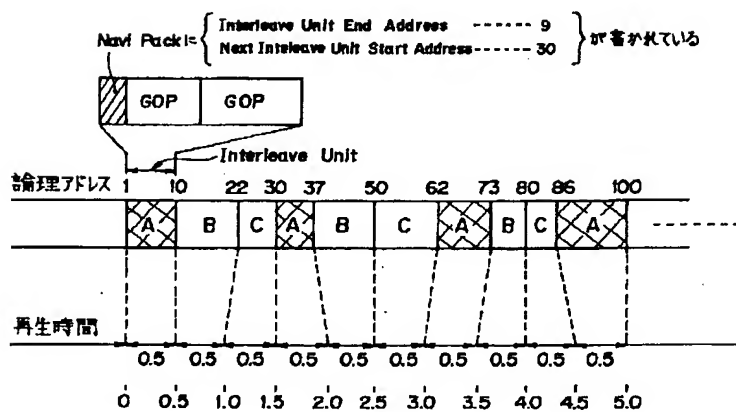 Navi Pack1= Interleave Unit End Address ------ 9
Next Inteleave Unit Start Address ------ 30 が書かれている
GOP GOP
Interleave Unit
論理アドレス 1 10 22 30 37 50 62 73 80 86 100
A B C A B C A B C A
再生時間
0.5 0.5 0.5 0.5 0.5 0.5 0.5 0.5 0.5 0.5
0 0.5 1.0 1.5 2.0 2.5 3.0 3.5 4.0 4.5 5.0